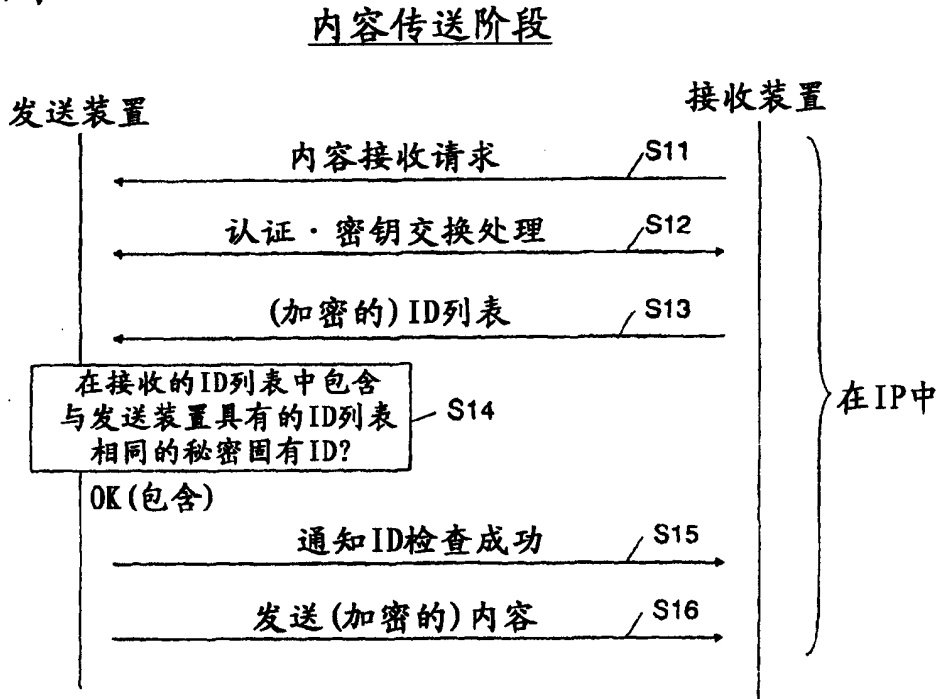 内容传送阶段
发送装置
接收装置
内容接收请求
S11
认证·密钥交换处理
S12
(加密的)ID列表
S13
在接收的ID列表中包含
与发送装置具有的ID列表
相同的秘密固有ID?
S14
在IP中
OK(包含)
通知ID检查成功
S15
发送(加密的)内容
S16